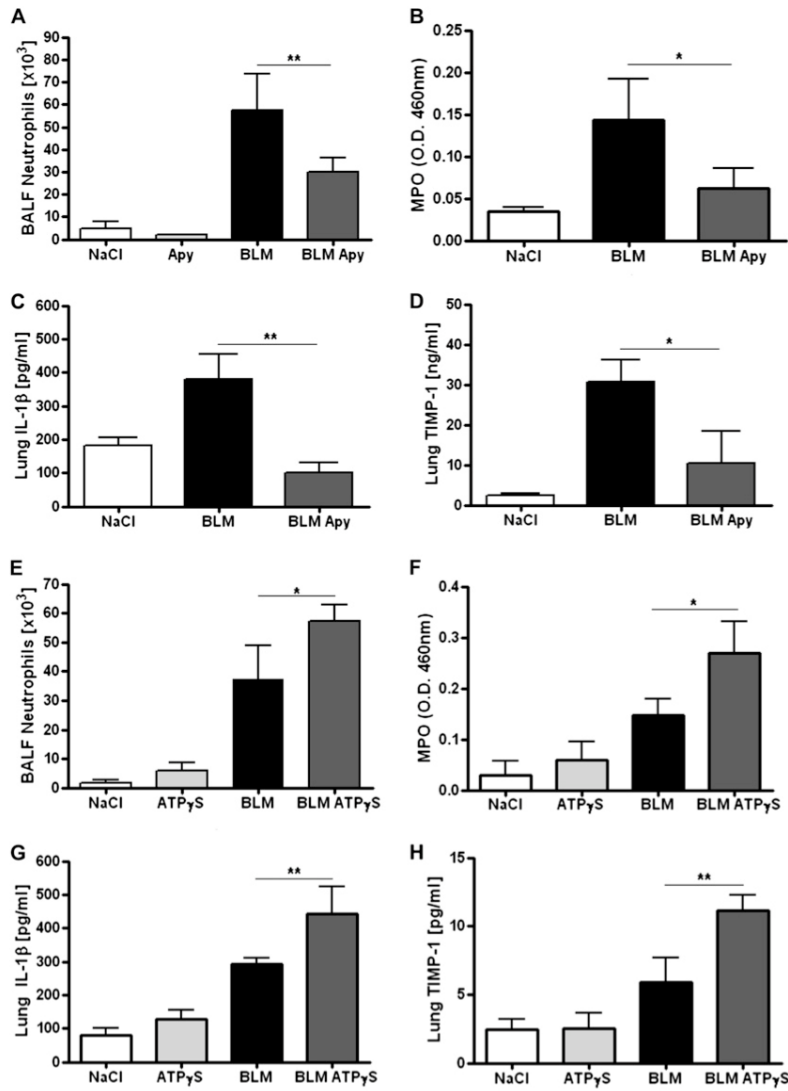 A
BALF Neutrophils [x10³]
90
80
70
60
50
40
30
20
10
0
**
NaCl Apy BLM BLM Apy
B
MPO (O.D. 460nm)
0.25
0.20
0.15
0.10
0.05
0.00
*
NaCl BLM BLM Apy
C
Lung IL-1β [pg/ml]
600
500
400
300
200
100
0
**
NaCl BLM BLM Apy
D
Lung TIMP-1 [ng/ml]
50
40
30
20
10
0
*
NaCl BLM BLM Apy
E
BALF Neutrophils [x10³]
70
60
50
40
30
20
10
0
*
NaCl ATPγS BLM BLM ATPγS
F
MPO (O.D. 460nm)
0.4
0.3
0.2
0.1
0.0
*
NaCl ATPγS BLM BLM ATPγS
G
Lung IL-1β [pg/ml]
600
500
400
300
200
100
0
**
NaCl ATPγS BLM BLM ATPγS
H
Lung TIMP-1 [pg/ml]
15
10
5
0
**
NaCl ATPγS BLM BLM ATPγS